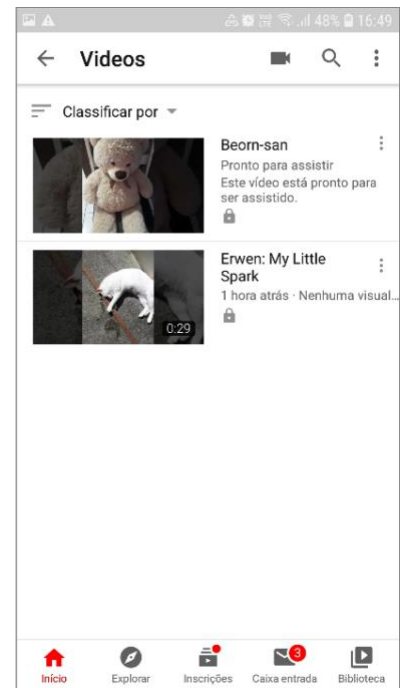 48% 16:49
Videos
Classificar por
Beorn-san
Pronto para assistir
Este vídeo está pronto para
ser assistido.
Erwen: My Little
Spark
1 hora atrás · Nenhuma visual...
0:29
3
Início
Explorar
Inscrições
Caixa entrada
Biblioteca